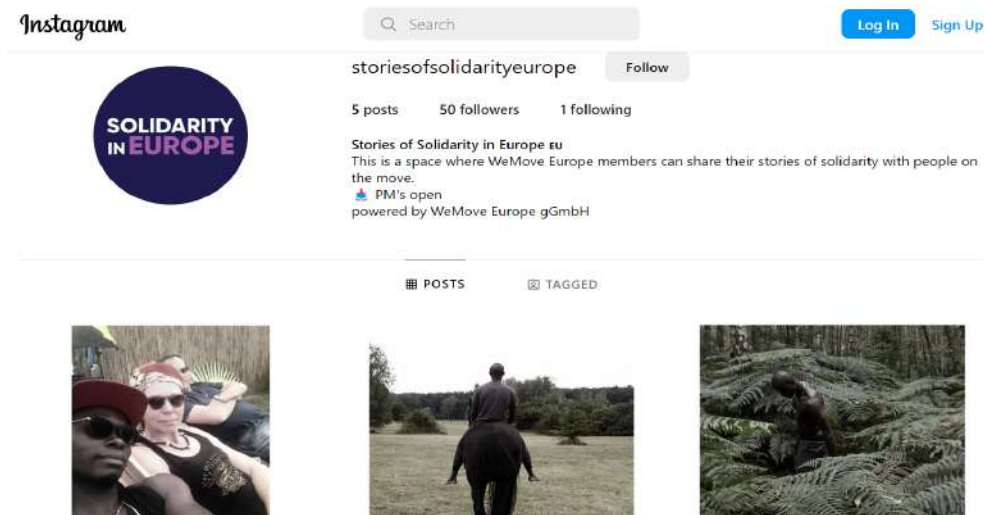 Instagram
Search
Log In
Sign Up
storiesofsolidarityeurope
Follow
SOLIDARITY
IN EUROPE
5 posts
50 followers
1 following
Stories of Solidarity in Europe EU
This is a space where WeMove Europe members can share their stories of solidarity with people on
the move.
PM's open
powered by WeMove Europe gGmbH
POSTS
TAGGED